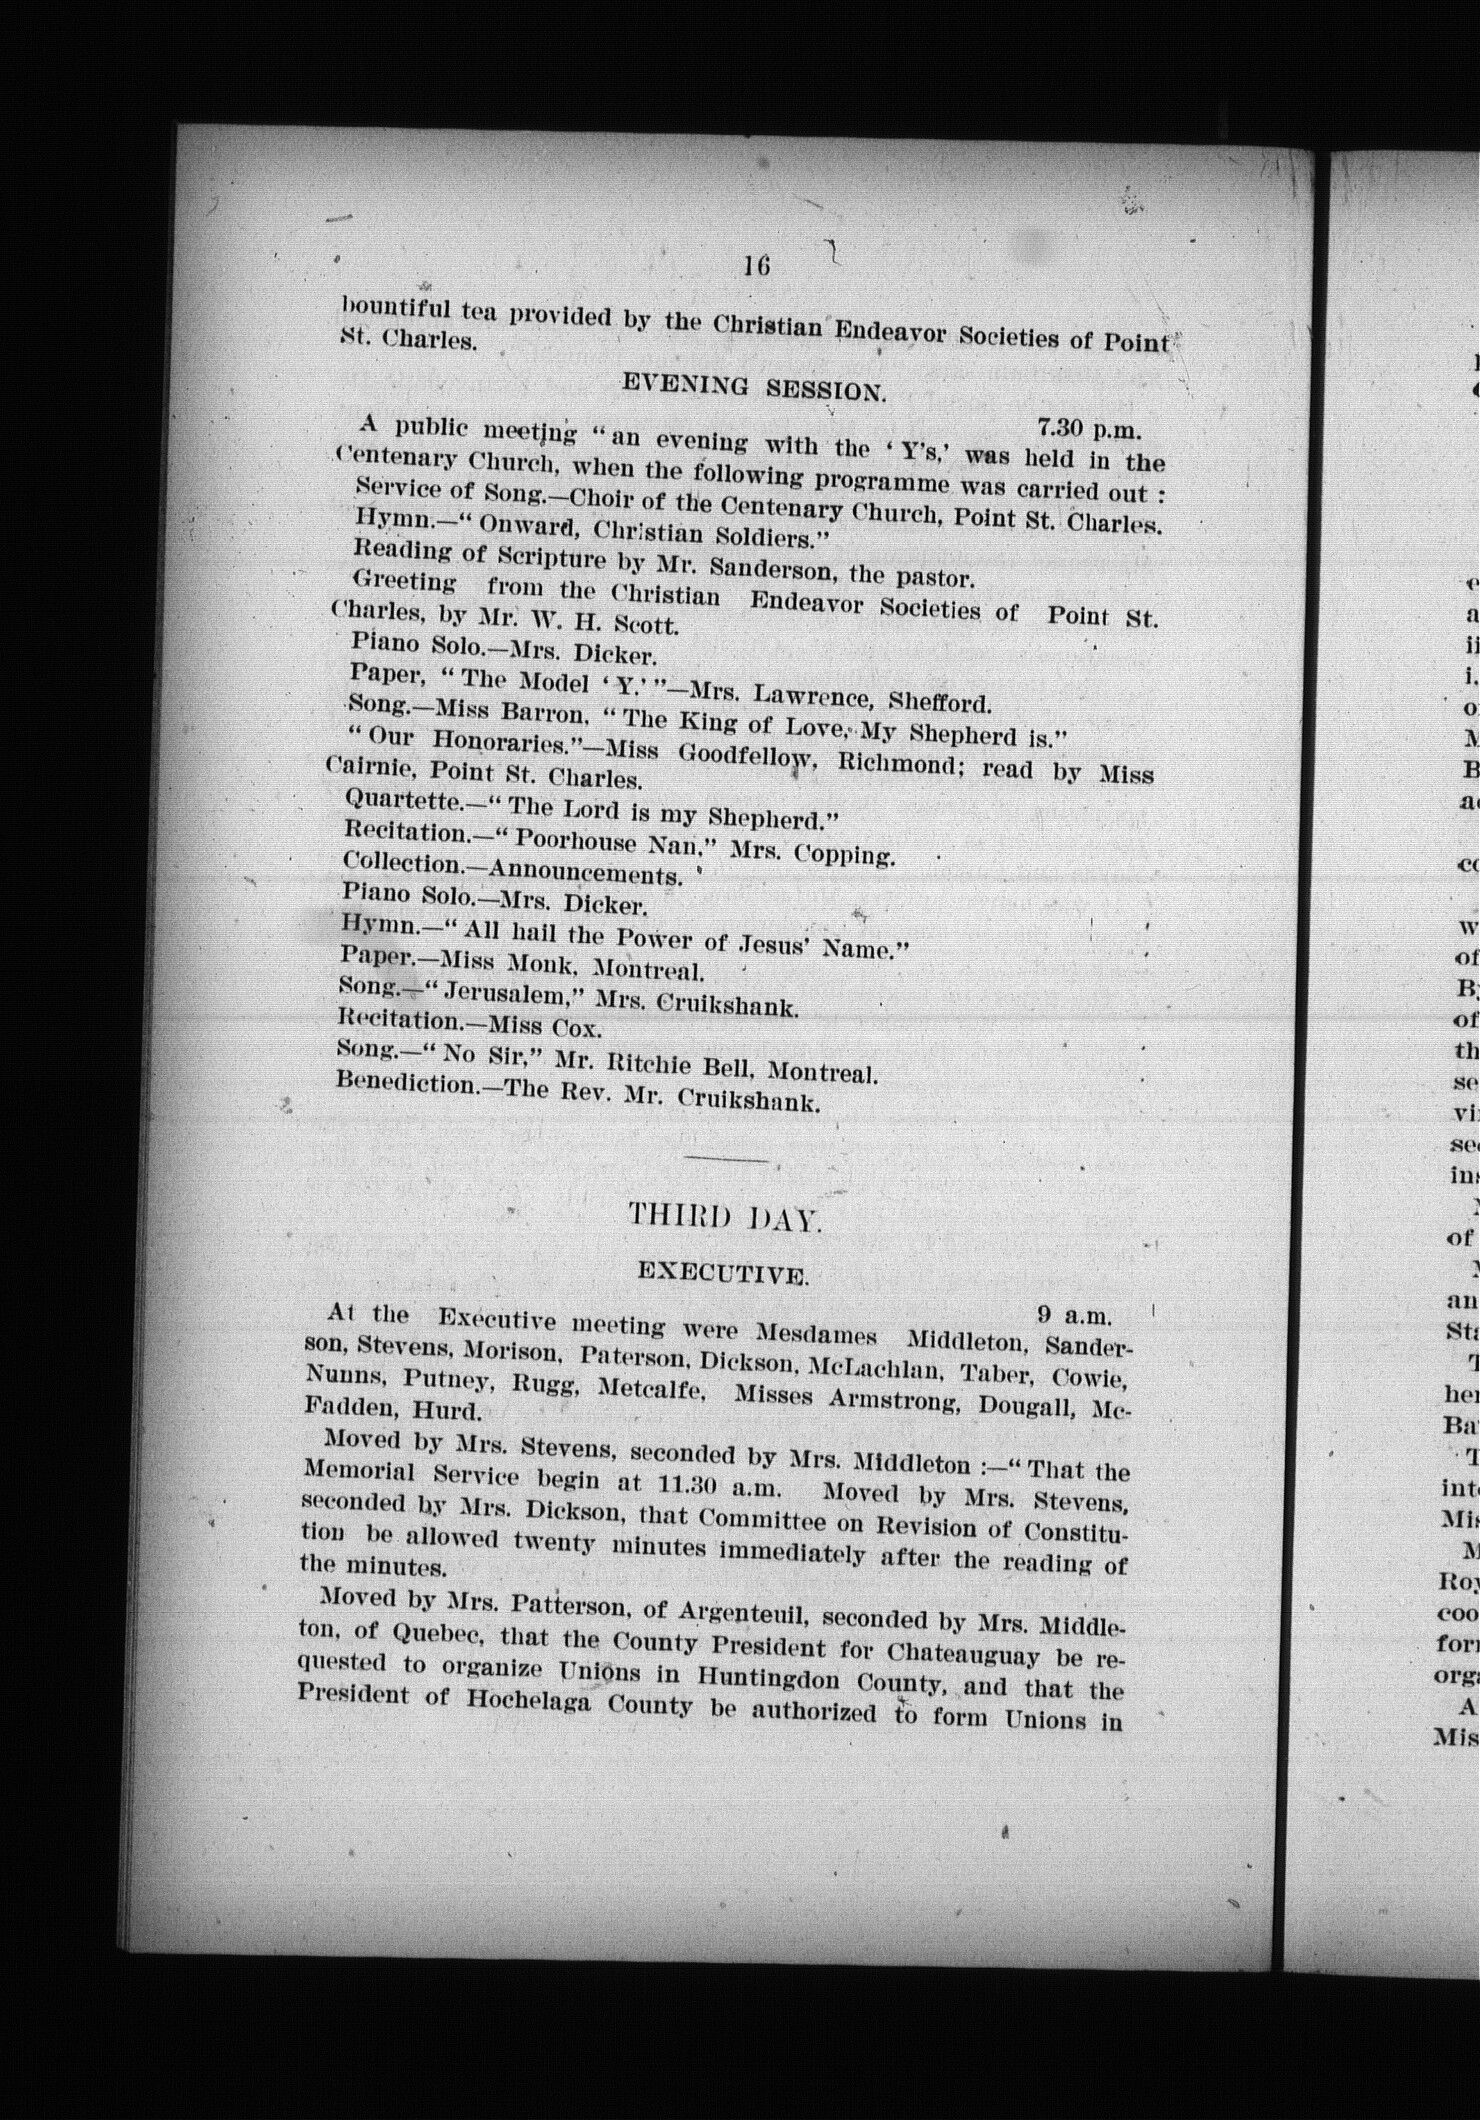 16
bountiful tea provided by the Christian Endeavor Societies of Point
St. Charles.
EVENING SESSION.
7.30 p.m.
A public meeting “an evening with the ‘Y’s,’ was held in the
Centenary Church, when the following programme was carried out :
Service of Song.—Choir of the Centenary Church, Point St. Charles.
Hymn.—“Onward, Christian Soldiers.”
Reading of Scripture by Mr. Sanderson, the pastor.
Greeting from the Christian Endeavor Societies of Point St.
Charles, by Mr. W. H. Scott.
Piano Solo.—Mrs. Dicker.
Paper, “The Model ‘Y.’”—Mrs. Lawrence, Shefford.
Song.—Miss Barron, “The King of Love, My Shepherd is.”
“Our Honoraries.”—Miss Goodfellow, Richmond; read by Miss
Cairnie, Point St. Charles.
Quartette.—“The Lord is my Shepherd.”
Recitation.—“Poorhouse Nan,” Mrs. Copping.
Collection.—Announcements.
Piano Solo.—Mrs. Dicker.
Hymn.—“All hail the Power of Jesus’ Name.”
Paper.—Miss Monk, Montreal.
Song.—“Jerusalem,” Mrs. Cruikshank.
Recitation.—Miss Cox.
Song.—“No Sir,” Mr. Ritchie Bell, Montreal.
Benediction.—The Rev. Mr. Cruikshank.
THIRD DAY.
EXECUTIVE.
9 a.m.
At the Executive meeting were Mesdames Middleton, Sander-
son, Stevens, Morison, Paterson, Dickson, McLachlan, Taber, Cowie,
Nunns, Putney, Rugg, Metcalfe, Misses Armstrong, Dougall, Mc-
Fadden, Hurd.
Moved by Mrs. Stevens, seconded by Mrs. Middleton :—“That the
Memorial Service begin at 11.30 a.m. Moved by Mrs. Stevens,
seconded by Mrs. Dickson, that Committee on Revision of Constitu-
tion be allowed twenty minutes immediately after the reading of
the minutes.
Moved by Mrs. Patterson, of Argenteuil, seconded by Mrs. Middle-
ton, of Quebec, that the County President for Chateauguay be re-
quested to organize Unions in Huntingdon County, and that the
President of Hochelaga County be authorized to form Unions in